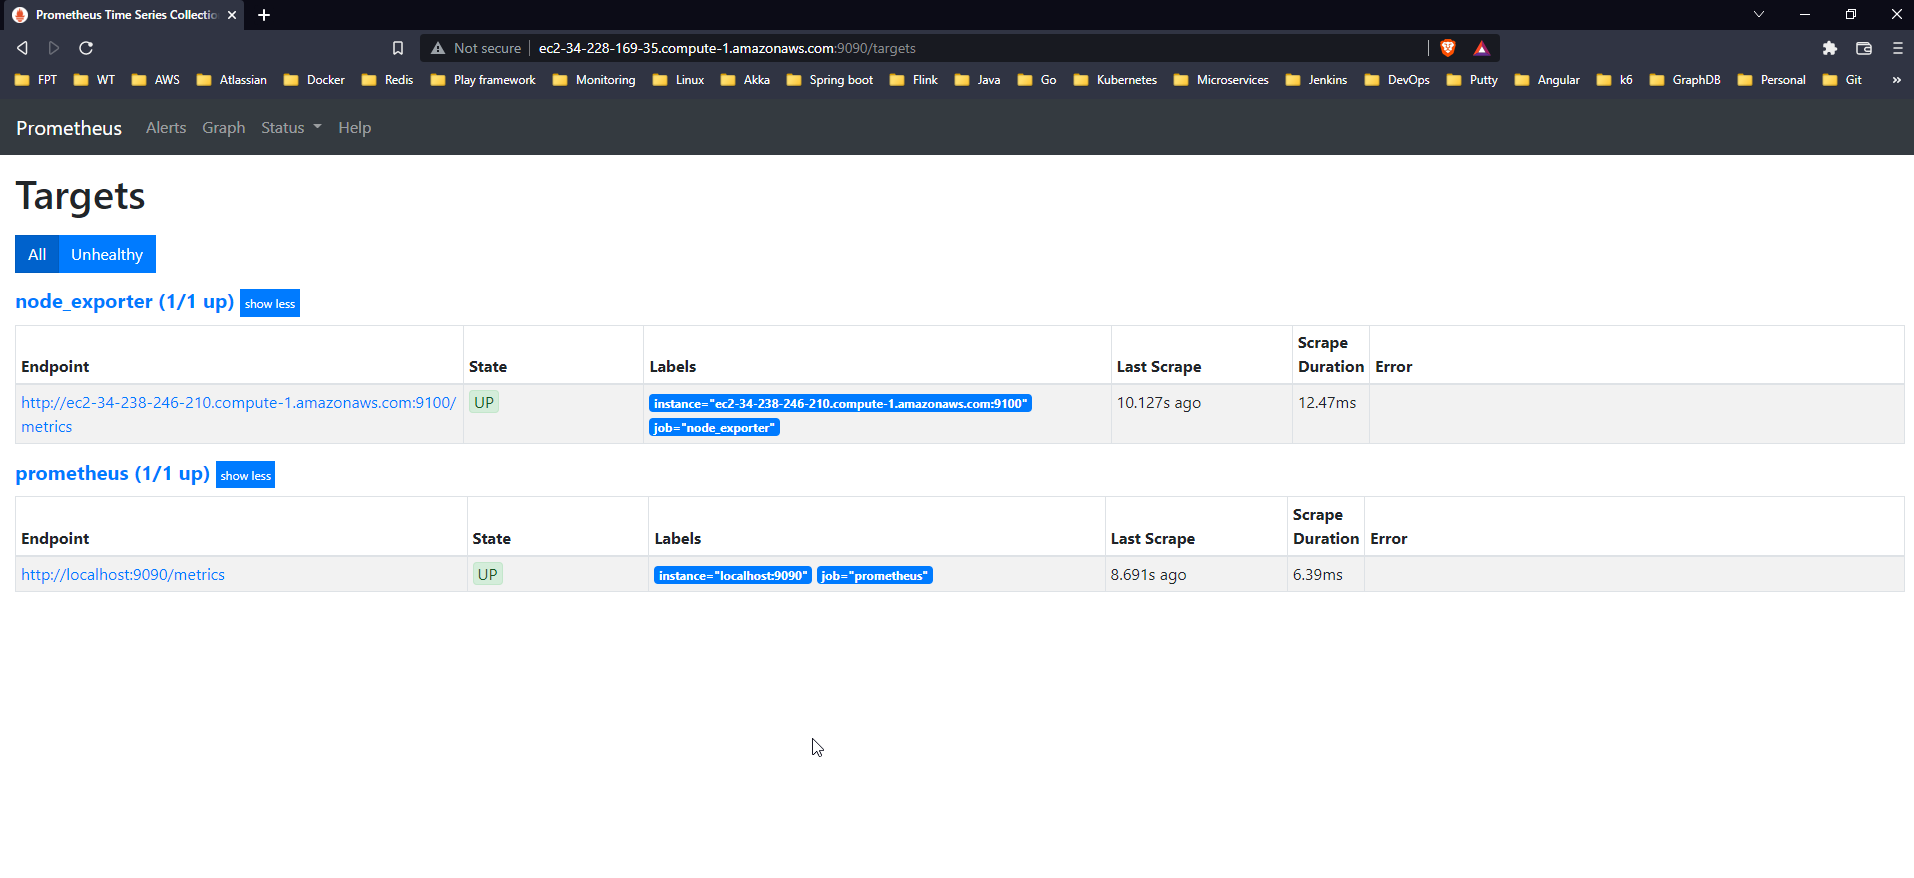 Prometheus Time Series Collectio
Not secure ec2-34-228-169-35.compute-1.amazonaws.com:9090/targets
FPT WT AWS Atlassian Docker Redis Play framework Monitoring Linux Akka Spring boot Flink Java Go Kubernetes Microservices Jenkins DevOps Putty Angular k6 GraphDB Personal Git »
Prometheus Alerts Graph Status Help
Targets
All Unhealthy
node_exporter (1/1 up) show less
Scrape
Endpoint State Labels Last Scrape Duration Error
http://ec2-34-238-246-210.compute-1.amazonaws.com:9100/ UP instance="ec2-34-238-246-210.compute-1.amazonaws.com:9100" 10.127s ago 12.47ms
metrics job="node_exporter"
prometheus (1/1 up) show less
Scrape
Endpoint State Labels Last Scrape Duration Error
http://localhost:9090/metrics UP instance="localhost:9090" job="prometheus" 8.691s ago 6.39ms